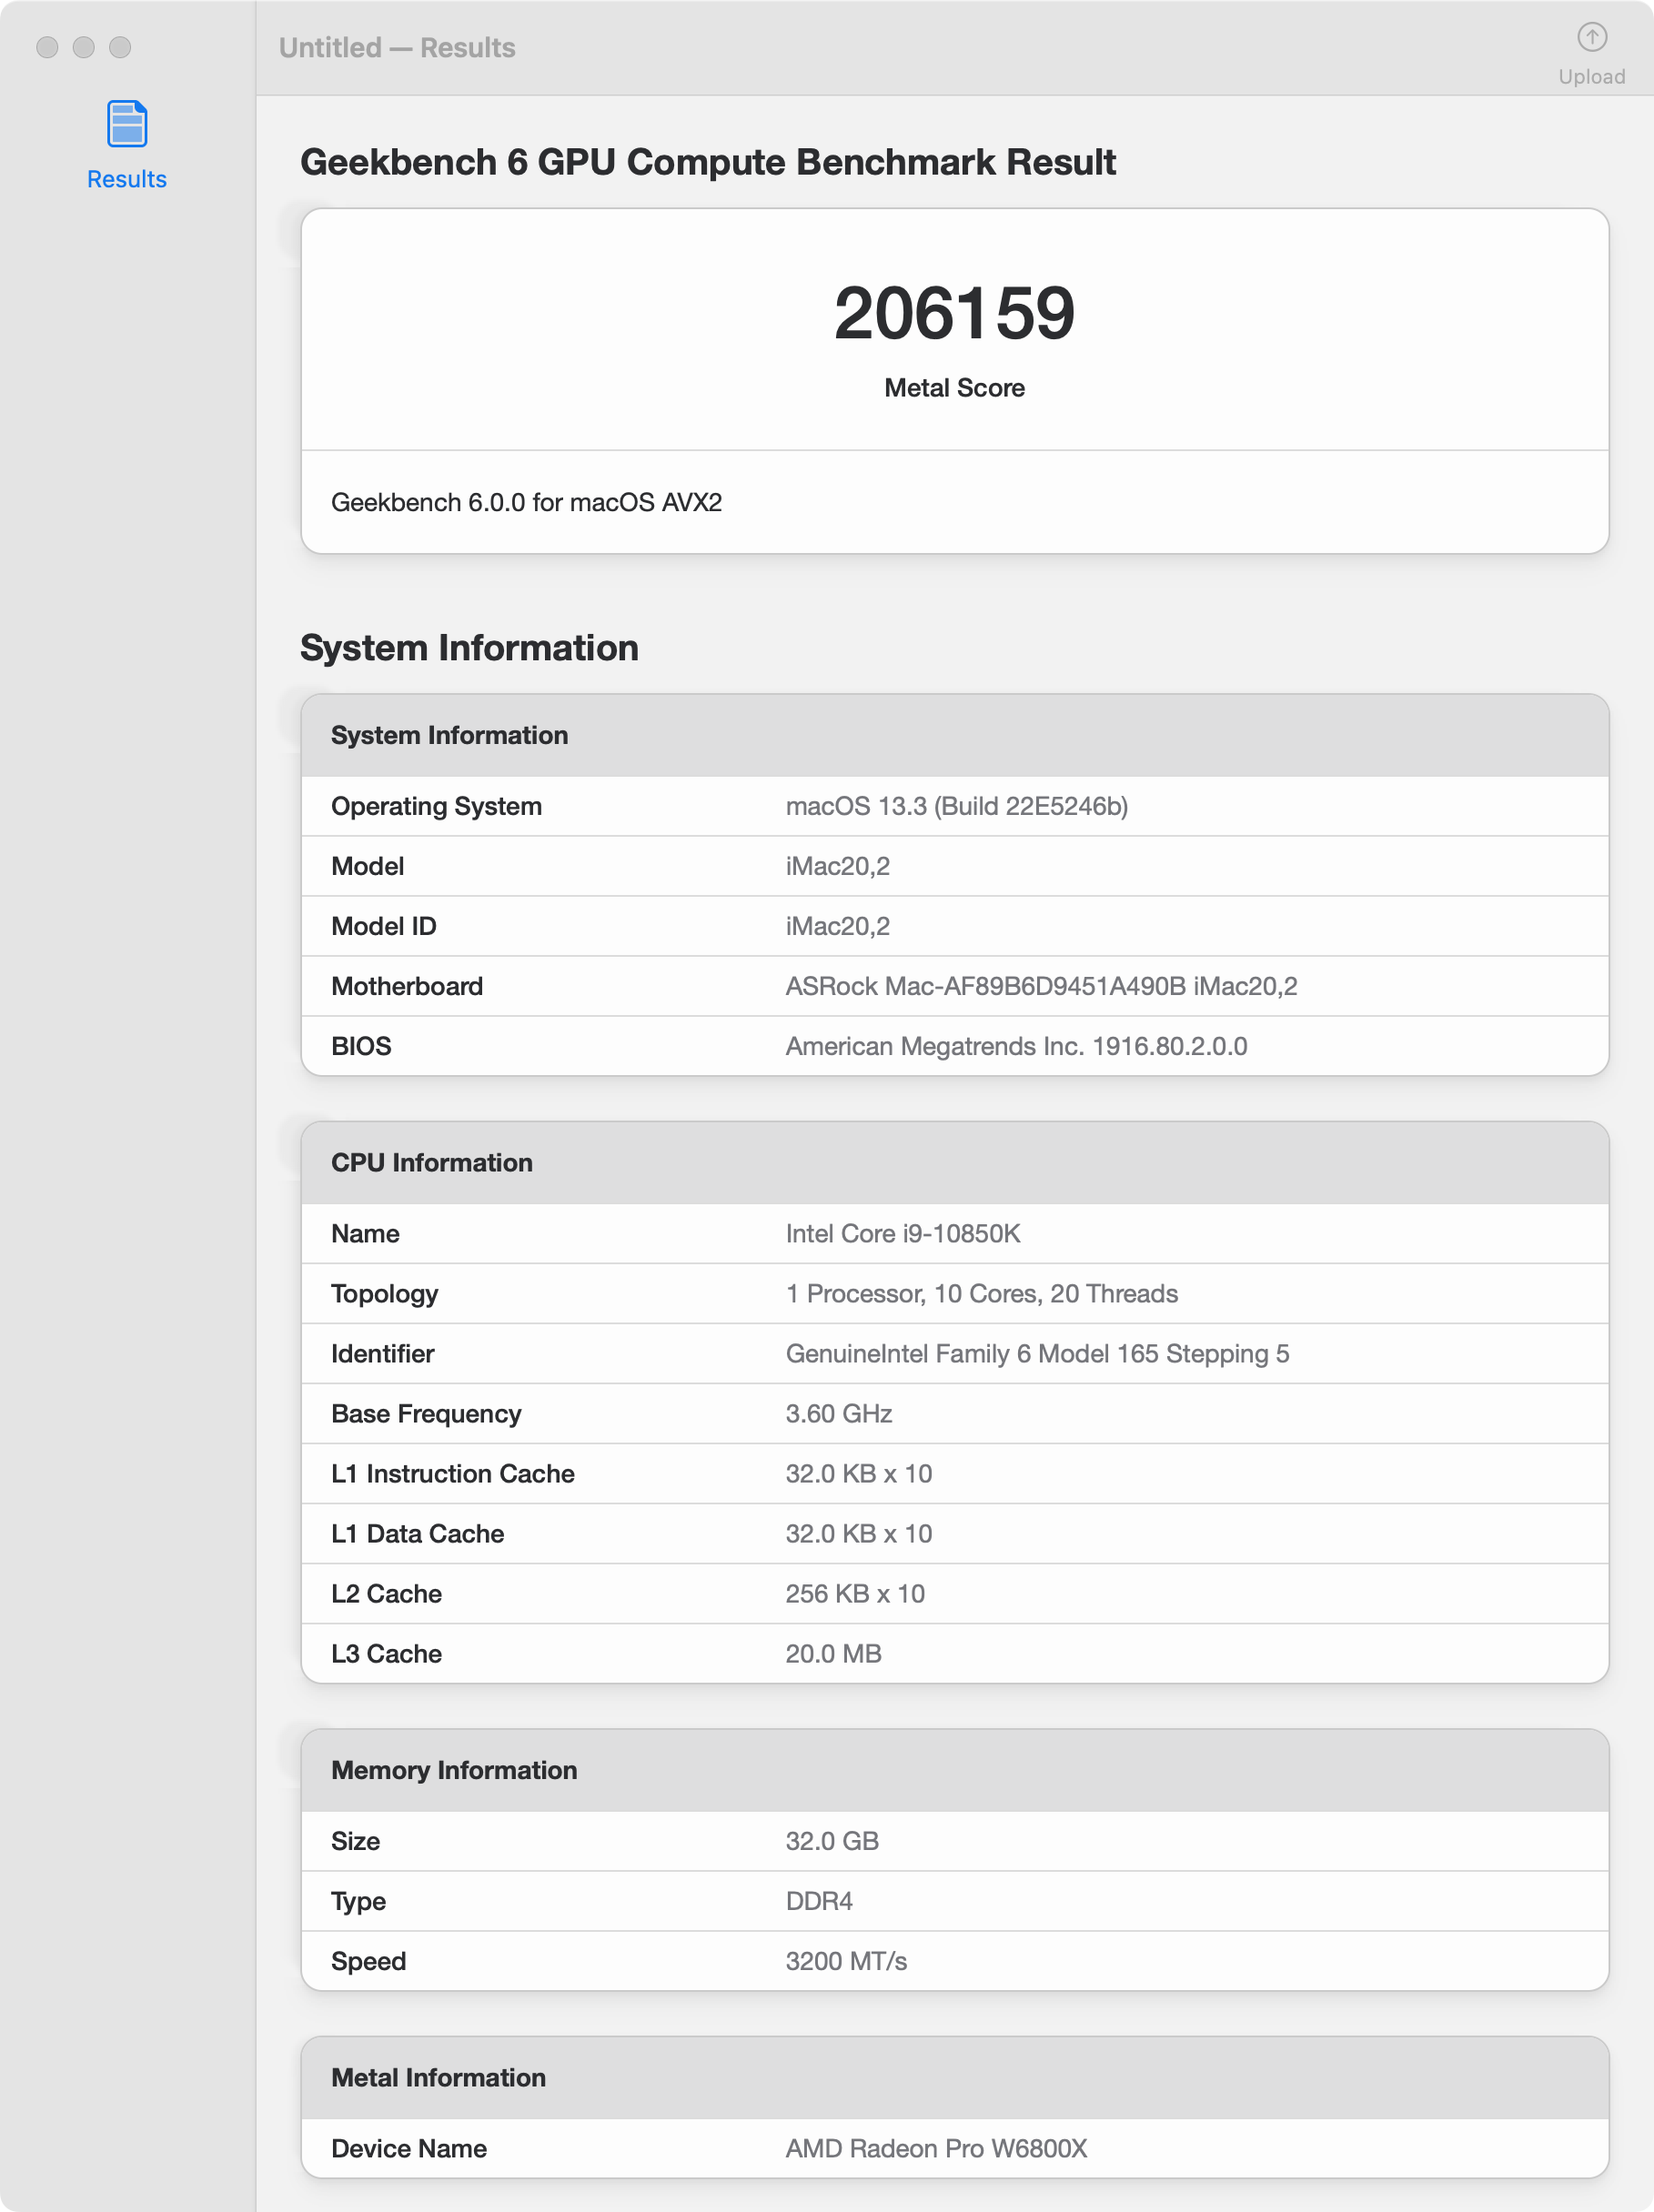 Untitled — Results
Upload
Results
Geekbench 6 GPU Compute Benchmark Result
206159
Metal Score
Geekbench 6.0.0 for macOS AVX2
System Information
System Information
Operating System macOS 13.3 (Build 22E5246b)
Model iMac20,2
Model ID iMac20,2
Motherboard ASRock Mac-AF89B6D9451A490B iMac20,2
BIOS American Megatrends Inc. 1916.80.2.0.0
CPU Information
Name Intel Core i9-10850K
Topology 1 Processor, 10 Cores, 20 Threads
Identifier GenuineIntel Family 6 Model 165 Stepping 5
Base Frequency 3.60 GHz
L1 Instruction Cache 32.0 KB x 10
L1 Data Cache 32.0 KB x 10
L2 Cache 256 KB x 10
L3 Cache 20.0 MB
Memory Information
Size 32.0 GB
Type DDR4
Speed 3200 MT/s
Metal Information
Device Name AMD Radeon Pro W6800X